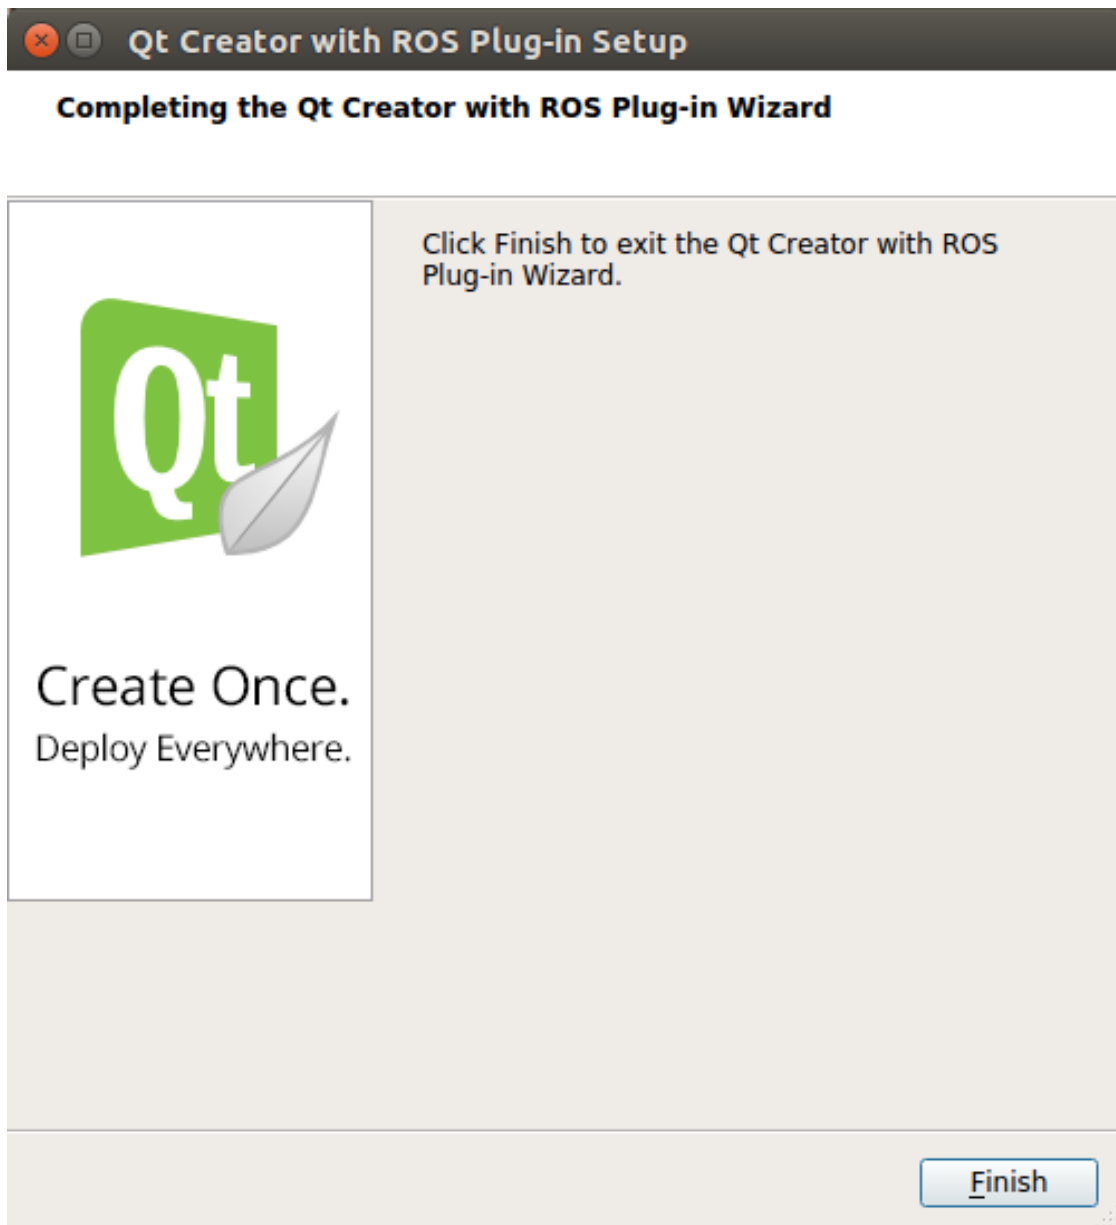 Qt Creator with ROS Plug-in Setup
Completing the Qt Creator with ROS Plug-in Wizard
Click Finish to exit the Qt Creator with ROS
Plug-in Wizard.
Qt
Create Once.
Deploy Everywhere.
Finish